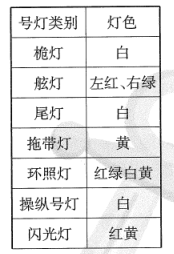 号灯类别 灯色
桅灯 白
舷灯 左红、右绿
尾灯 白
拖带灯 黄
环照灯 红绿白黄
操纵号灯 白
闪光灯 红黄